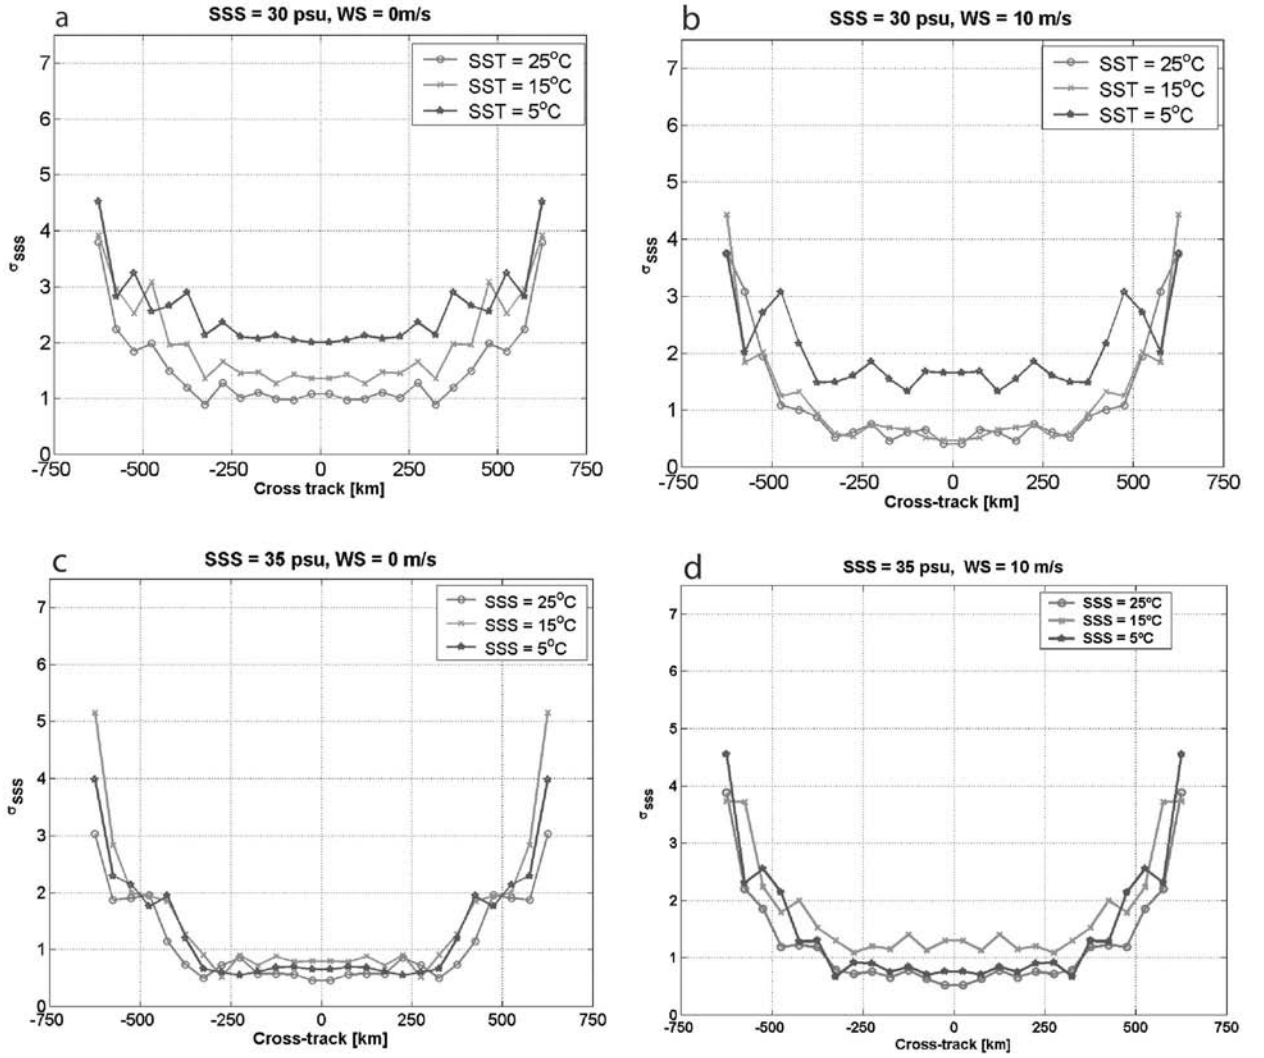 a
SSS = 30 psu, WS = 0m/s
7
6
5
4
3
2
1
0
σSSS
SST = 25°C
SST = 15°C
SST = 5°C
-750
-500
-250
0
250
500
750
Cross track [km]
b
SSS = 30 psu, WS = 10 m/s
7
6
5
4
3
2
1
0
σSSS
SST = 25°C
SST = 15°C
SST = 5°C
-750
-500
-250
0
250
500
750
Cross-track [km]
c
SSS = 35 psu, WS = 0 m/s
7
6
5
4
3
2
1
0
σSSS
SSS = 25°C
SSS = 15°C
SSS = 5°C
-750
-500
-250
0
250
500
750
Cross-track [km]
d
SSS = 35 psu, WS = 10 m/s
7
6
5
4
3
2
1
0
σsss
SSS = 25ºC
SSS = 15ºC
SSS = 5ºC
-750
-500
-250
0
250
500
750
Cross-track [km]